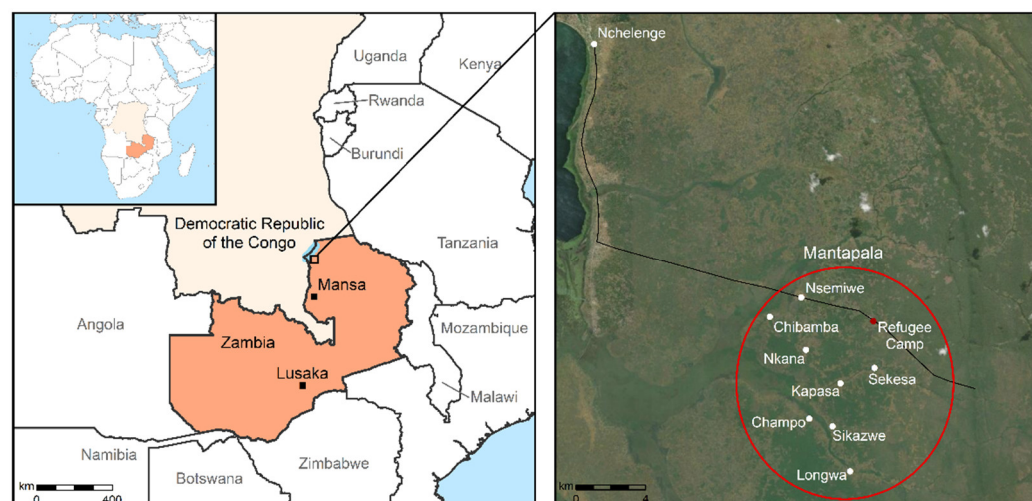 Uganda
Kenya
Rwanda
Burundi
Democratic Republic
of the Congo
Tanzania
Mansa
Angola
Zambia
Mozambique
Lusaka
Malawi
Namibia
Zimbabwe
Botswana
km
0
400
Nchelenge
Mantapala
Nsemiwe
Chibamba
Refugee
Camp
Nkana
Sekesa
Kapasa
Champo
Sikazwe
Longwa
km
0
4